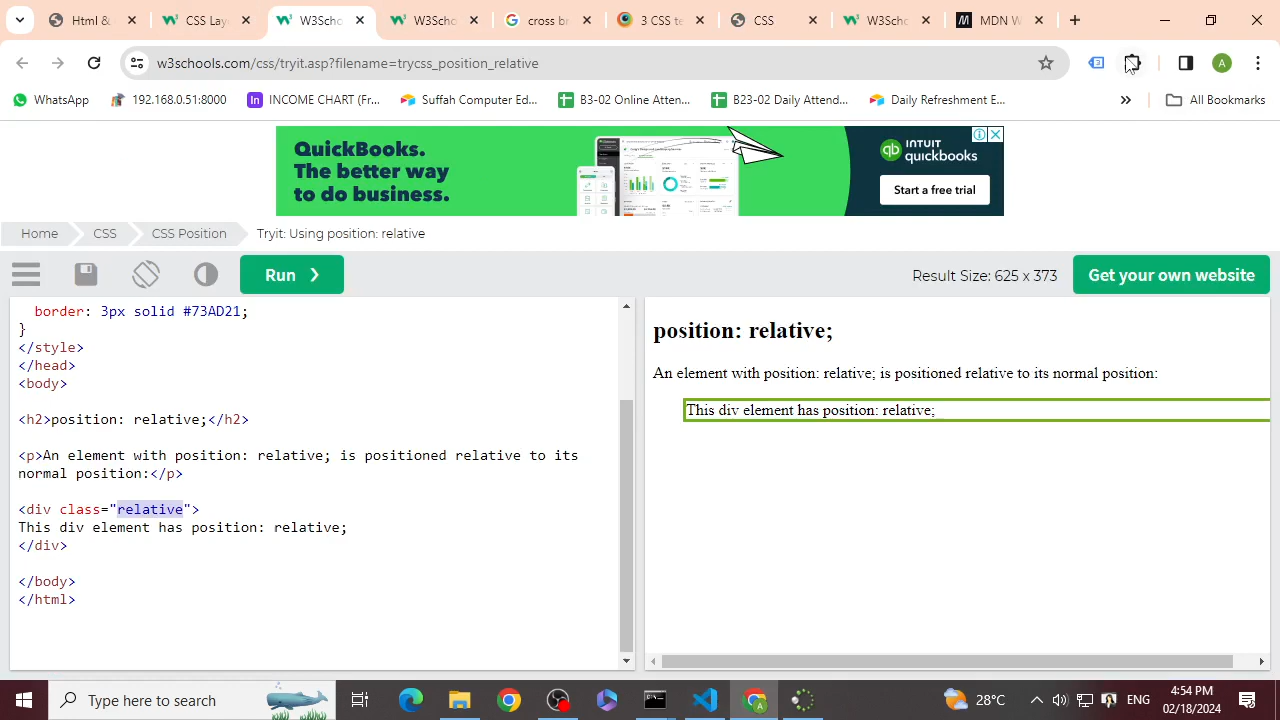 Html &
CSS Lay
W3Scho
W3Scho
cross br
3 CSS te
CSS
W3Scho
MDN W
w3schools.com/css/tryit.asp?filename=trycss_position_relative
A
WhatsApp
192.168.0.51:8000
INCOME CHART (Fr...
Suffah Computer Ed...
B3-02 Online Atten...
B23-02 Daily Attend...
Daily Refreshment E...
All Bookmarks
QuickBooks.
The better way
to do business.
INTUIT
quickbooks
Start a free trial
Home
CSS
CSS Position
Tryit: Using position: relative
Run ❯
Result Size: 625 x 373
Get your own website
border: 3px solid #73AD21;
}
</style>
</head>
<body>
<h2>position: relative;</h2>
<p>An element with position: relative; is positioned relative to its
normal position:</p>
<div class="relative">
This div element has position: relative;
</div>
</body>
</html>
position: relative;
An element with position: relative; is positioned relative to its normal position:
This div element has position: relative;
Type here to search
28°C
ENG
4:54 PM
02/18/2024